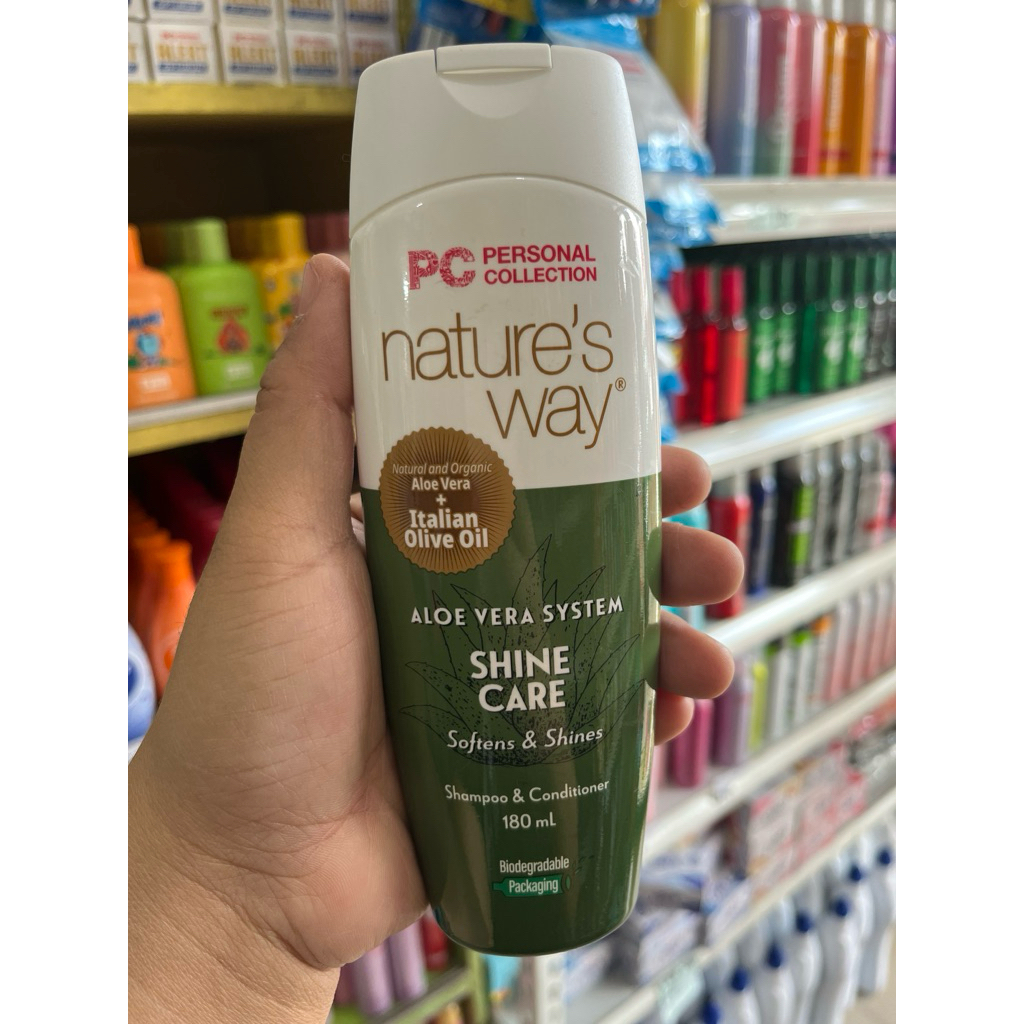 PC PERSONAL
COLLECTION
nature's
way®
Natural and Organic
Aloe Vera
+
Italian
Olive Oil
ALOE VERA SYSTEM
SHINE
CARE
Softens & Shines
Shampoo & Conditioner
180 mL
Biodegradable
Packaging